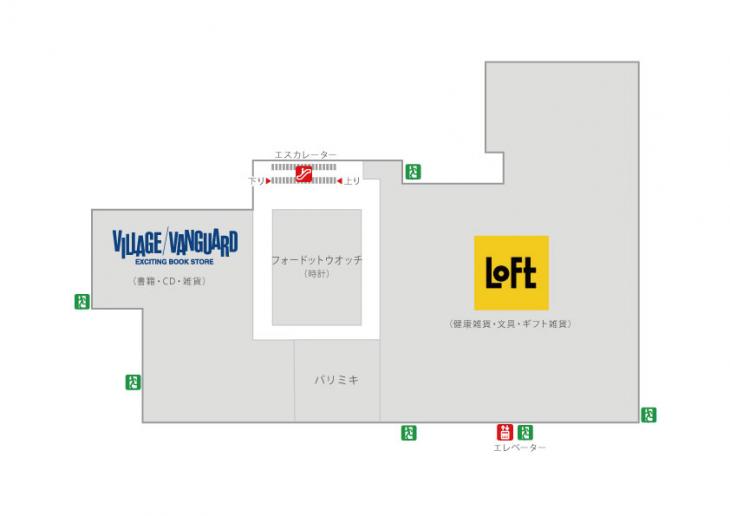 エスカレーター
下り
上り
VILLAGE/VANGUARD
EXCITING BOOK STORE
（書籍・CD・雑貨）
フォードットウオッチ
（時計）
LoFt
（健康雑貨・文具・ギフト雑貨）
パリミキ
エレベーター